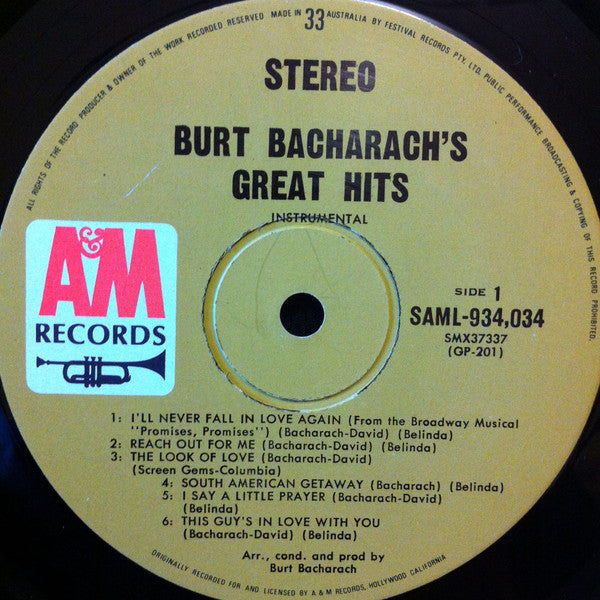 ALL RIGHTS OF THE RECORD PRODUCER & OWNER OF THE WORK RECORDED RESERVED MADE IN 33 AUSTRALIA BY FESTIVAL RECORDS PTY. LTD. PUBLIC PERFORMANCE BROADCASTING & COPYING OF THIS RECORD PROHIBITED.
STEREO
BURT BACHARACH'S
GREAT HITS
INSTRUMENTAL
A&M
RECORDS
SIDE 1
SAML-934,034
SMX37337
(GP-201)
1: I'LL NEVER FALL IN LOVE AGAIN (From the Broadway Musical
"Promises, Promises") (Bacharach-David) (Belinda)
2: REACH OUT FOR ME (Bacharach-David) (Belinda)
3: THE LOOK OF LOVE (Bacharach-David)
(Screen Gems-Columbia)
4: SOUTH AMERICAN GETAWAY (Bacharach) (Belinda)
5: I SAY A LITTLE PRAYER (Bacharach-David)
(Belinda)
6: THIS GUY'S IN LOVE WITH YOU
(Bacharach-David) (Belinda)
Arr., cond. and prod by
Burt Bacharach
ORIGINALLY RECORDED FOR AND LICENSED BY A & M RECORDS, HOLLYWOOD CALIFORNIA